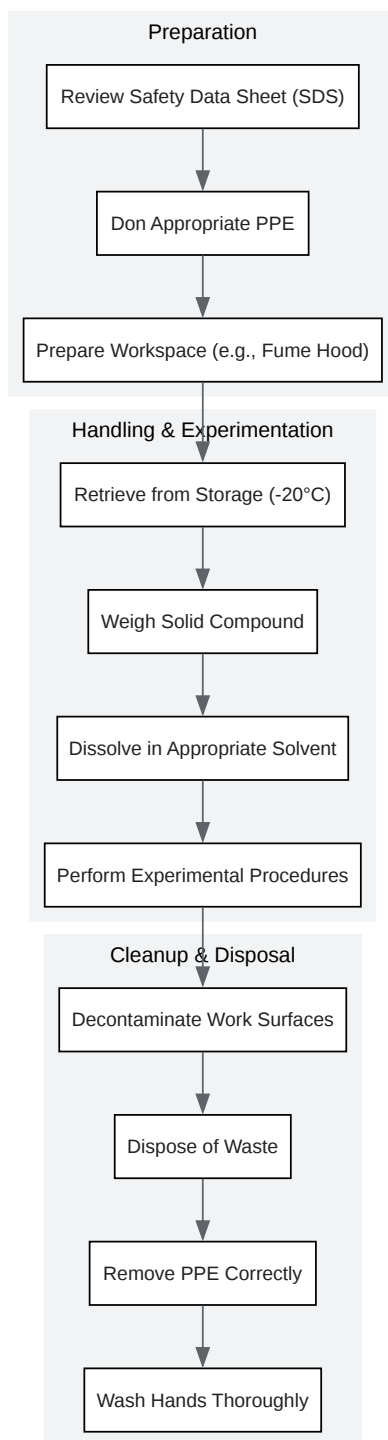 Preparation
Review Safety Data Sheet (SDS)
Don Appropriate PPE
Prepare Workspace (e.g., Fume Hood)
Handling & Experimentation
Retrieve from Storage (-20°C)
Weigh Solid Compound
Dissolve in Appropriate Solvent
Perform Experimental Procedures
Cleanup & Disposal
Decontaminate Work Surfaces
Dispose of Waste
Remove PPE Correctly
Wash Hands Thoroughly